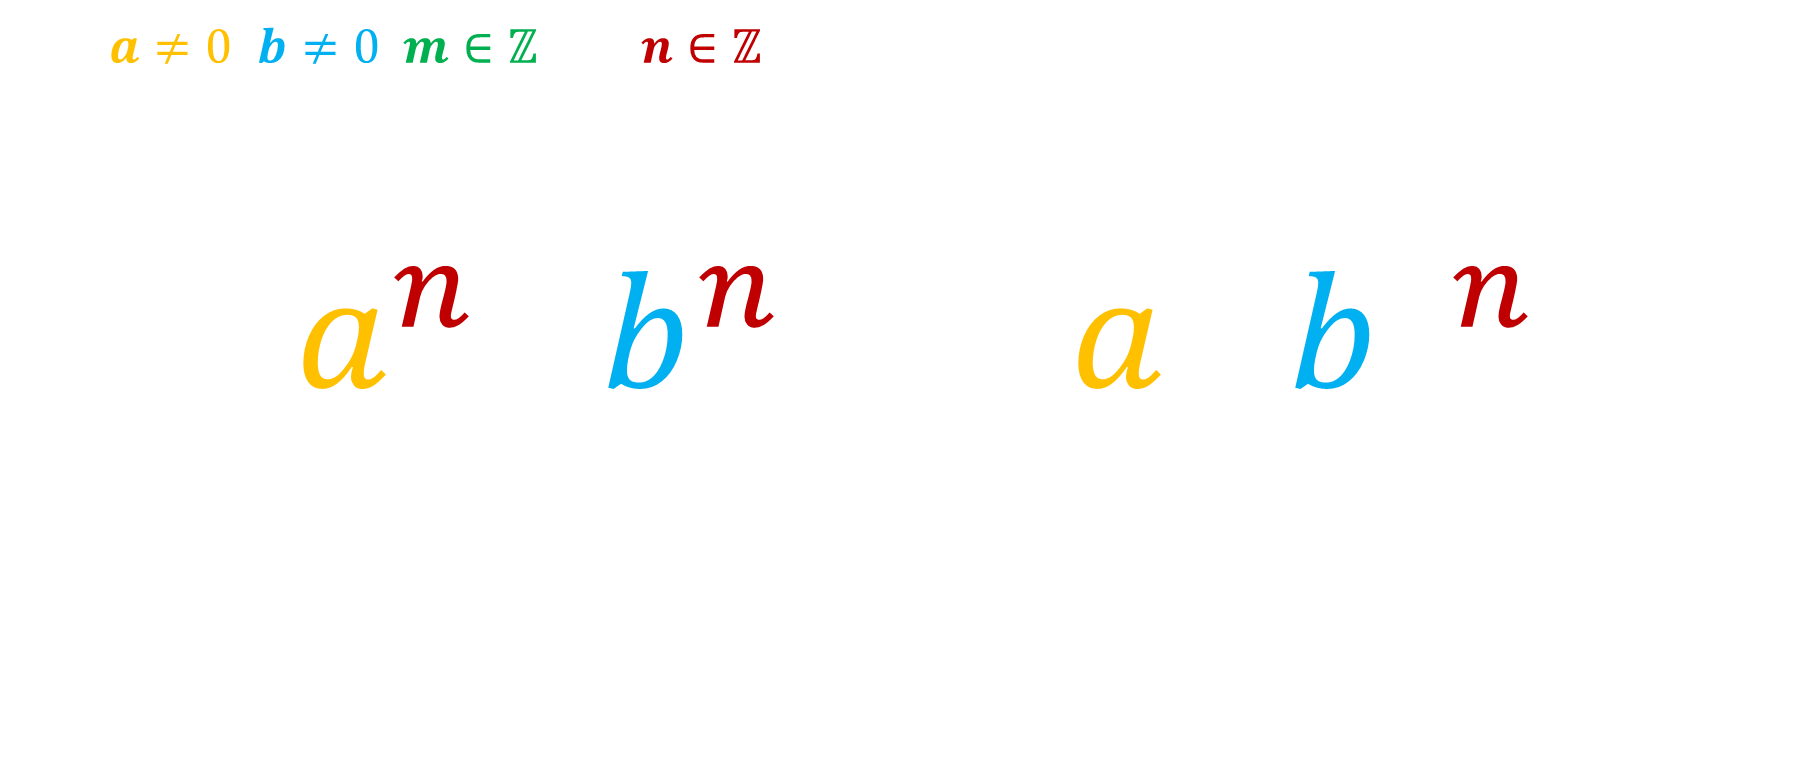 a ≠ 0 b ≠ 0 m ∈ ℤ n ∈ ℤ
aⁿ bⁿ a b ⁿ